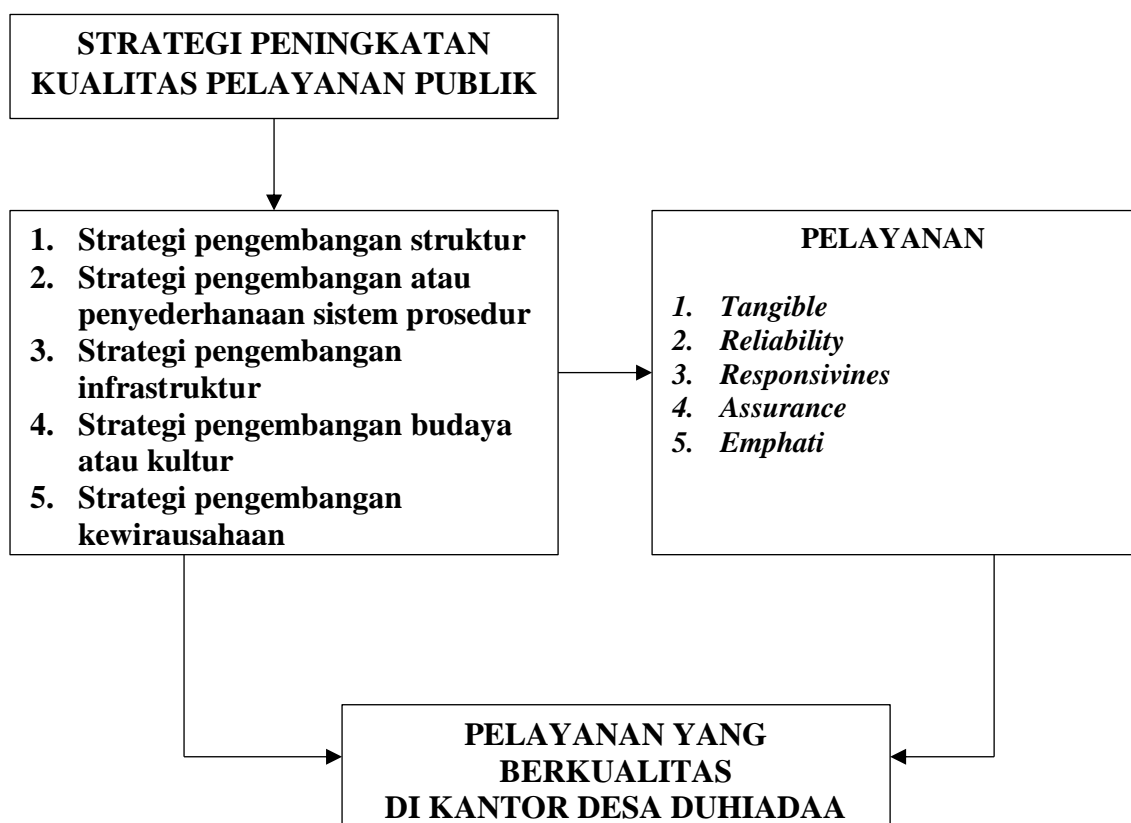 STRATEGI PENINGKATAN
KUALITAS PELAYANAN PUBLIK
1. Strategi pengembangan struktur
2. Strategi pengembangan atau
penyederhanaan sistem prosedur
3. Strategi pengembangan
infrastruktur
4. Strategi pengembangan budaya
atau kultur
5. Strategi pengembangan
kewirausahaan
PELAYANAN
1. Tangible
2. Reliability
3. Responsivines
4. Assurance
5. Emphati
PELAYANAN YANG
BERKUALITAS
DI KANTOR DESA DUHIADAA